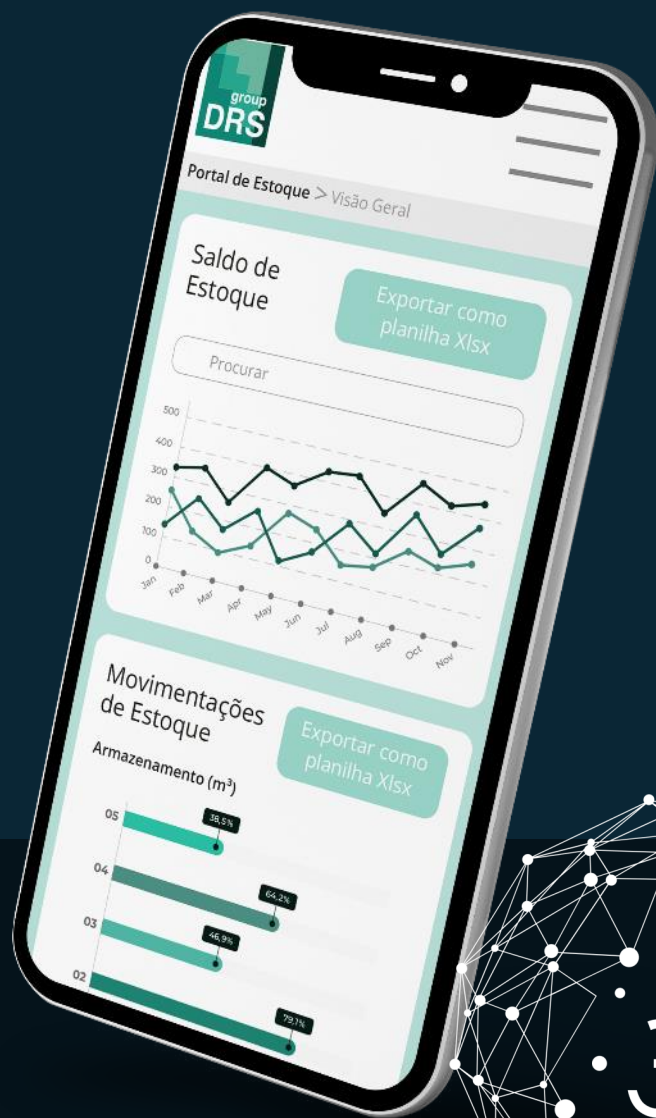 group
DRS
Portal de Estoque > Visão Geral
Saldo de
Estoque
Exportar como
planilha Xlsx
Procurar
500
400
300
200
100
0
Jan Feb Mar Apr May Jun Jul Aug Sep Oct Nov
Movimentações
de Estoque
Exportar como
planilha Xlsx
Armazenamento (m³)
05 38,5%
04 64,2%
03 46,9%
02 79,1%